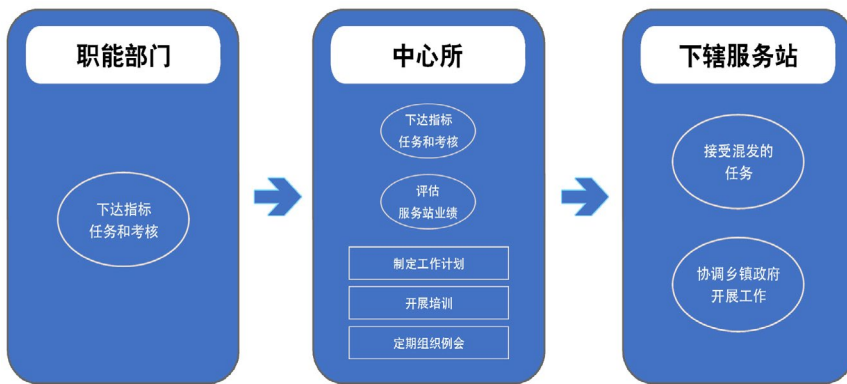 职能部门
下达指标
任务和考核
中心所
下达指标
任务和考核
评估
服务站业绩
制定工作计划
开展培训
定期组织例会
下辖服务站
接受混发的
任务
协调乡镇政府
开展工作